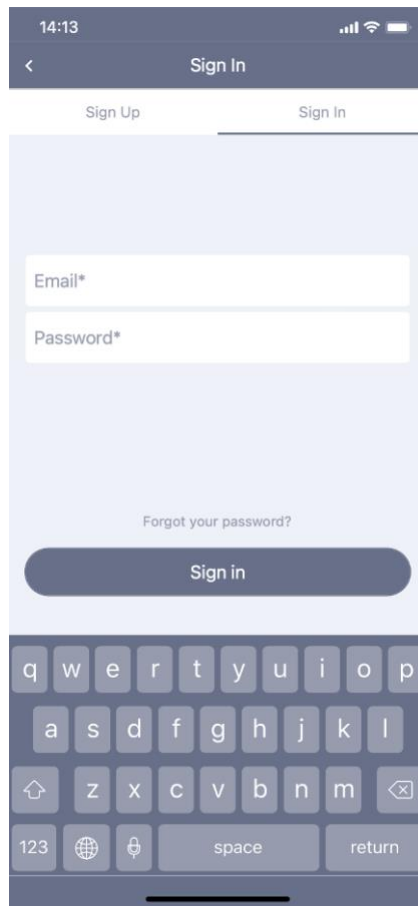 14:13
Sign In
Sign Up Sign In
Email*
Password*
Forgot your password?
Sign in
q w e r t y u i o p
a s d f g h j k l
z x c v b n m
123 space return